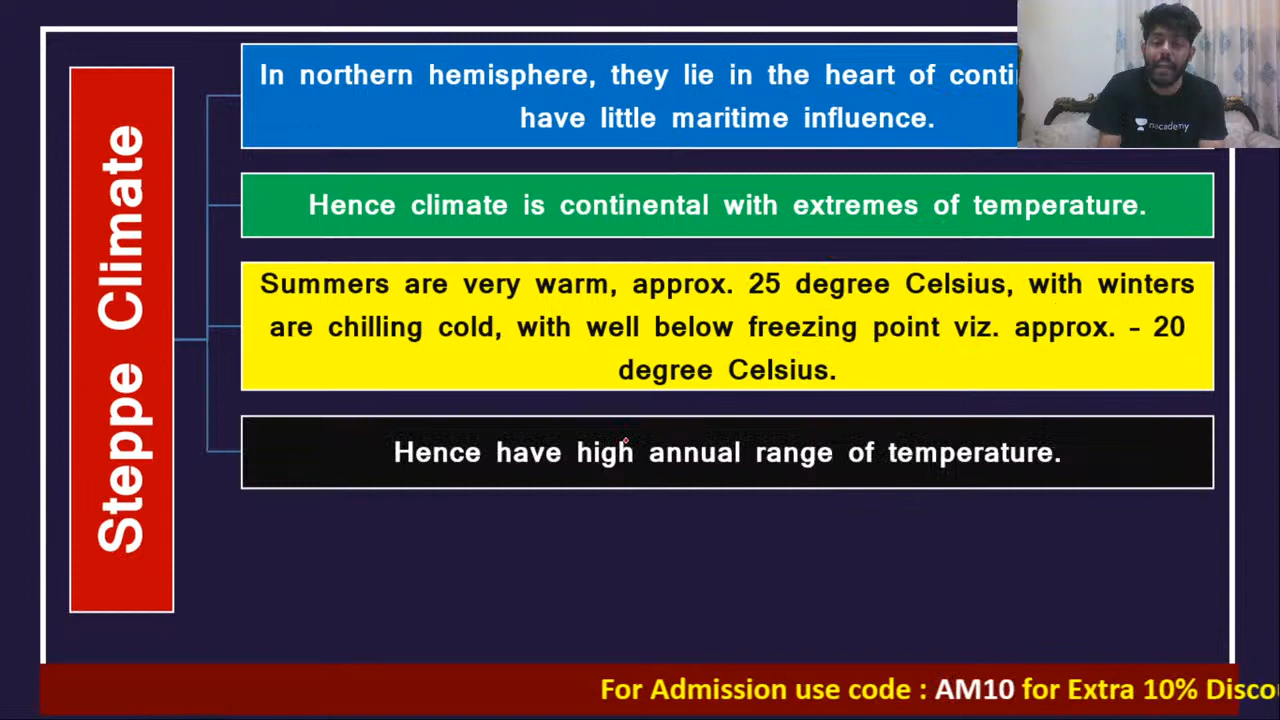 In northern hemisphere, they lie in the heart of
have little maritime influence.
Hence climate is continental with extremes of temperature.
Summers are very warm, approx. 25 degree Celsius, with winters
are chilling cold, with well below freezing point viz. approx. - 20
degree Celsius.
Hence have high annual range of temperature.
Steppe Climate
unacademy
For Admission use code : AM10 for Extra 10% Disco